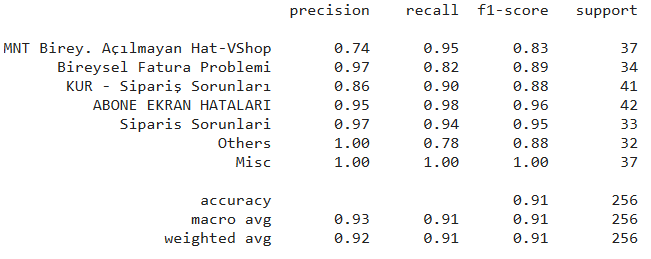 precision recall f1-score support
MNT Birey. Açılmayan Hat-VShop 0.74 0.95 0.83 37
Bireysel Fatura Problemi 0.97 0.82 0.89 34
KUR - Sipariş Sorunları 0.86 0.90 0.88 41
ABONE EKRAN HATALARI 0.95 0.98 0.96 42
Siparis Sorunlari 0.97 0.94 0.95 33
Others 1.00 0.78 0.88 32
Misc 1.00 1.00 1.00 37
accuracy 0.91 256
macro avg 0.93 0.91 0.91 256
weighted avg 0.92 0.91 0.91 256